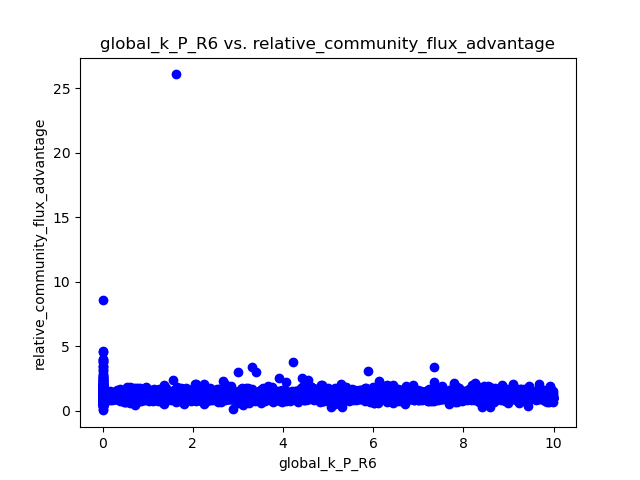 global_k_P_R6 vs. relative_community_flux_advantage
relative_community_flux_advantage
25
20
15
10
5
0
0 2 4 6 8 10
global_k_P_R6